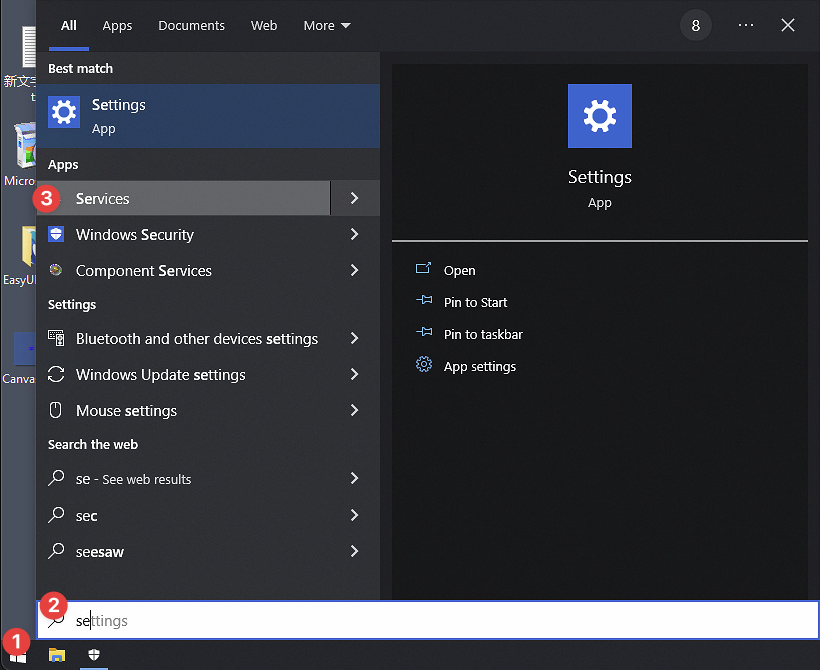 All Apps Documents Web More 8
Best match
Settings
App
Apps
3 Services
Windows Security
Component Services
Settings
Bluetooth and other devices settings
Windows Update settings
Mouse settings
Search the web
se - See web results
sec
seesaw
Settings
App
Open
Pin to Start
Pin to taskbar
App settings
新文字
t
Micro
EasyU
Canvas
2 settings
1